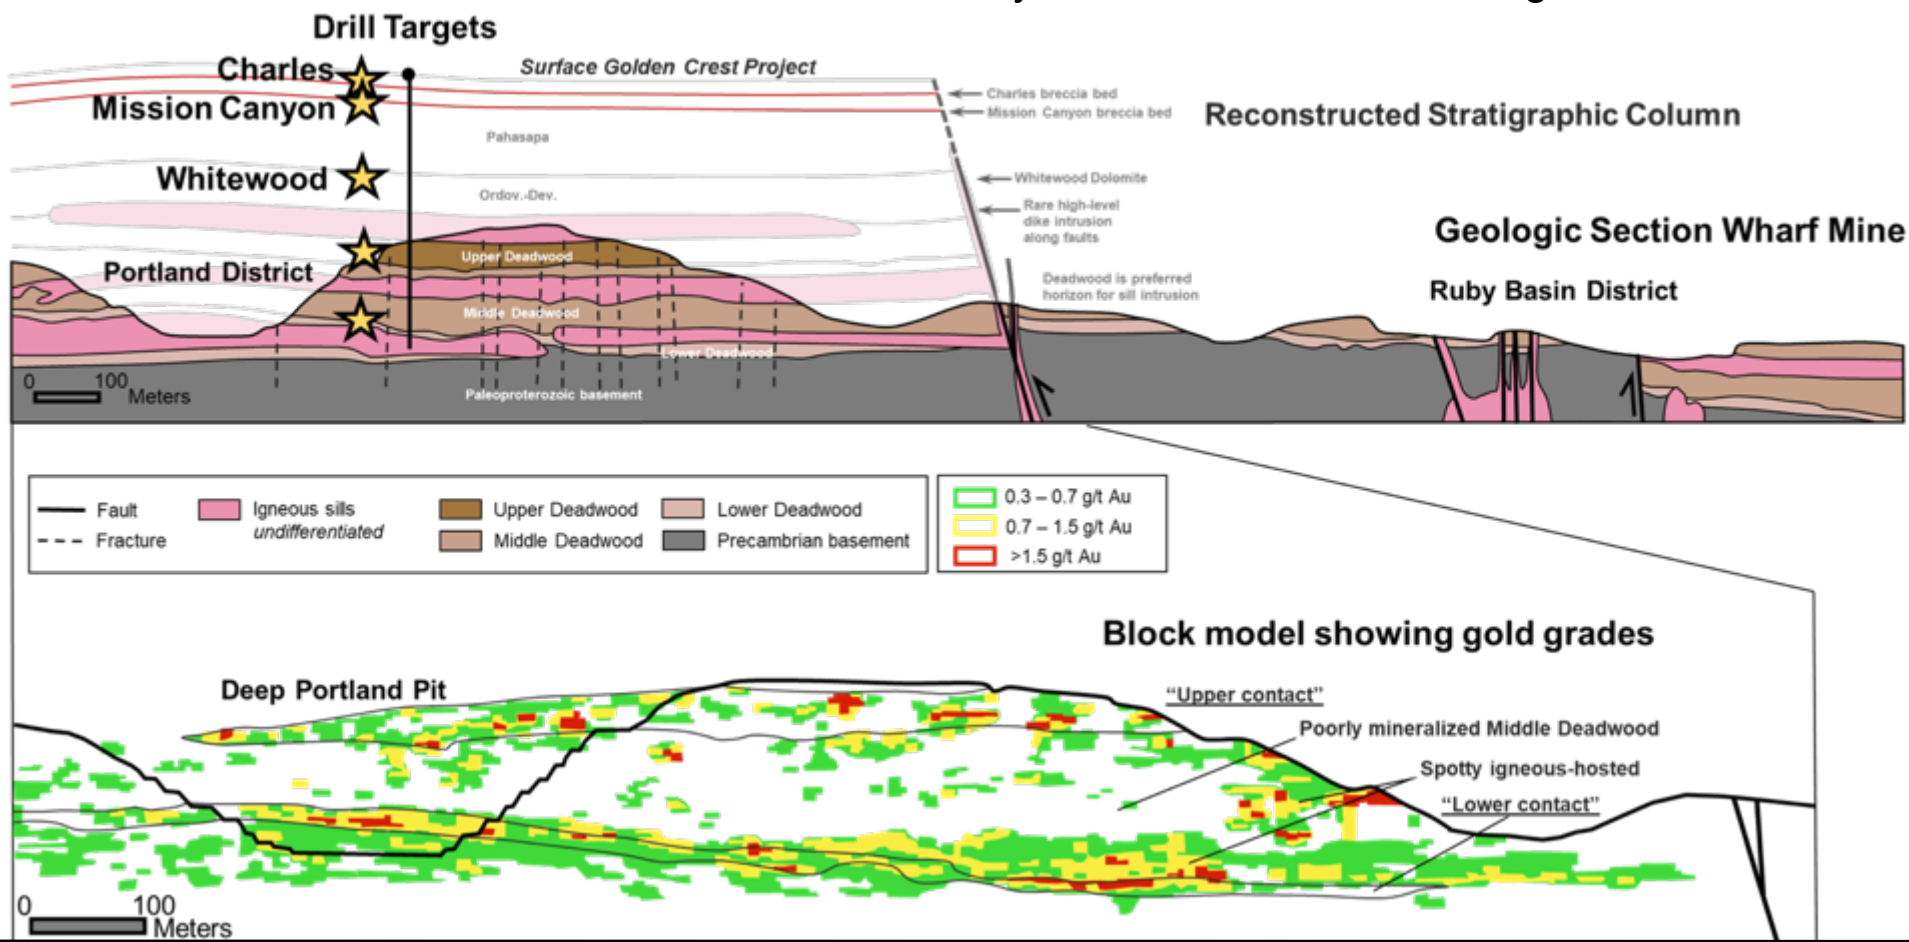 Drill Targets
Charles
Surface Golden Crest Project
Mission Canyon
Charles breccia bed
Mission Canyon breccia bed
Reconstructed Stratigraphic Column
Pahasapa
Whitewood
Whitewood Dolomite
Ordov.-Dev.
Rare high-level
dike intrusion
along faults
Geologic Section Wharf Mine
Upper Deadwood
Portland District
Deadwood is preferred
horizon for sill intrusion
Ruby Basin District
Middle Deadwood
Lower Deadwood
0 100
Meters
Paleoproterozoic basement
Fault
Fracture
Igneous sills
undifferentiated
Upper Deadwood
Middle Deadwood
Lower Deadwood
Precambrian basement
0.3 – 0.7 g/t Au
0.7 – 1.5 g/t Au
>1.5 g/t Au
Block model showing gold grades
Deep Portland Pit
“Upper contact”
Poorly mineralized Middle Deadwood
Spotty igneous-hosted
“Lower contact”
0 100
Meters